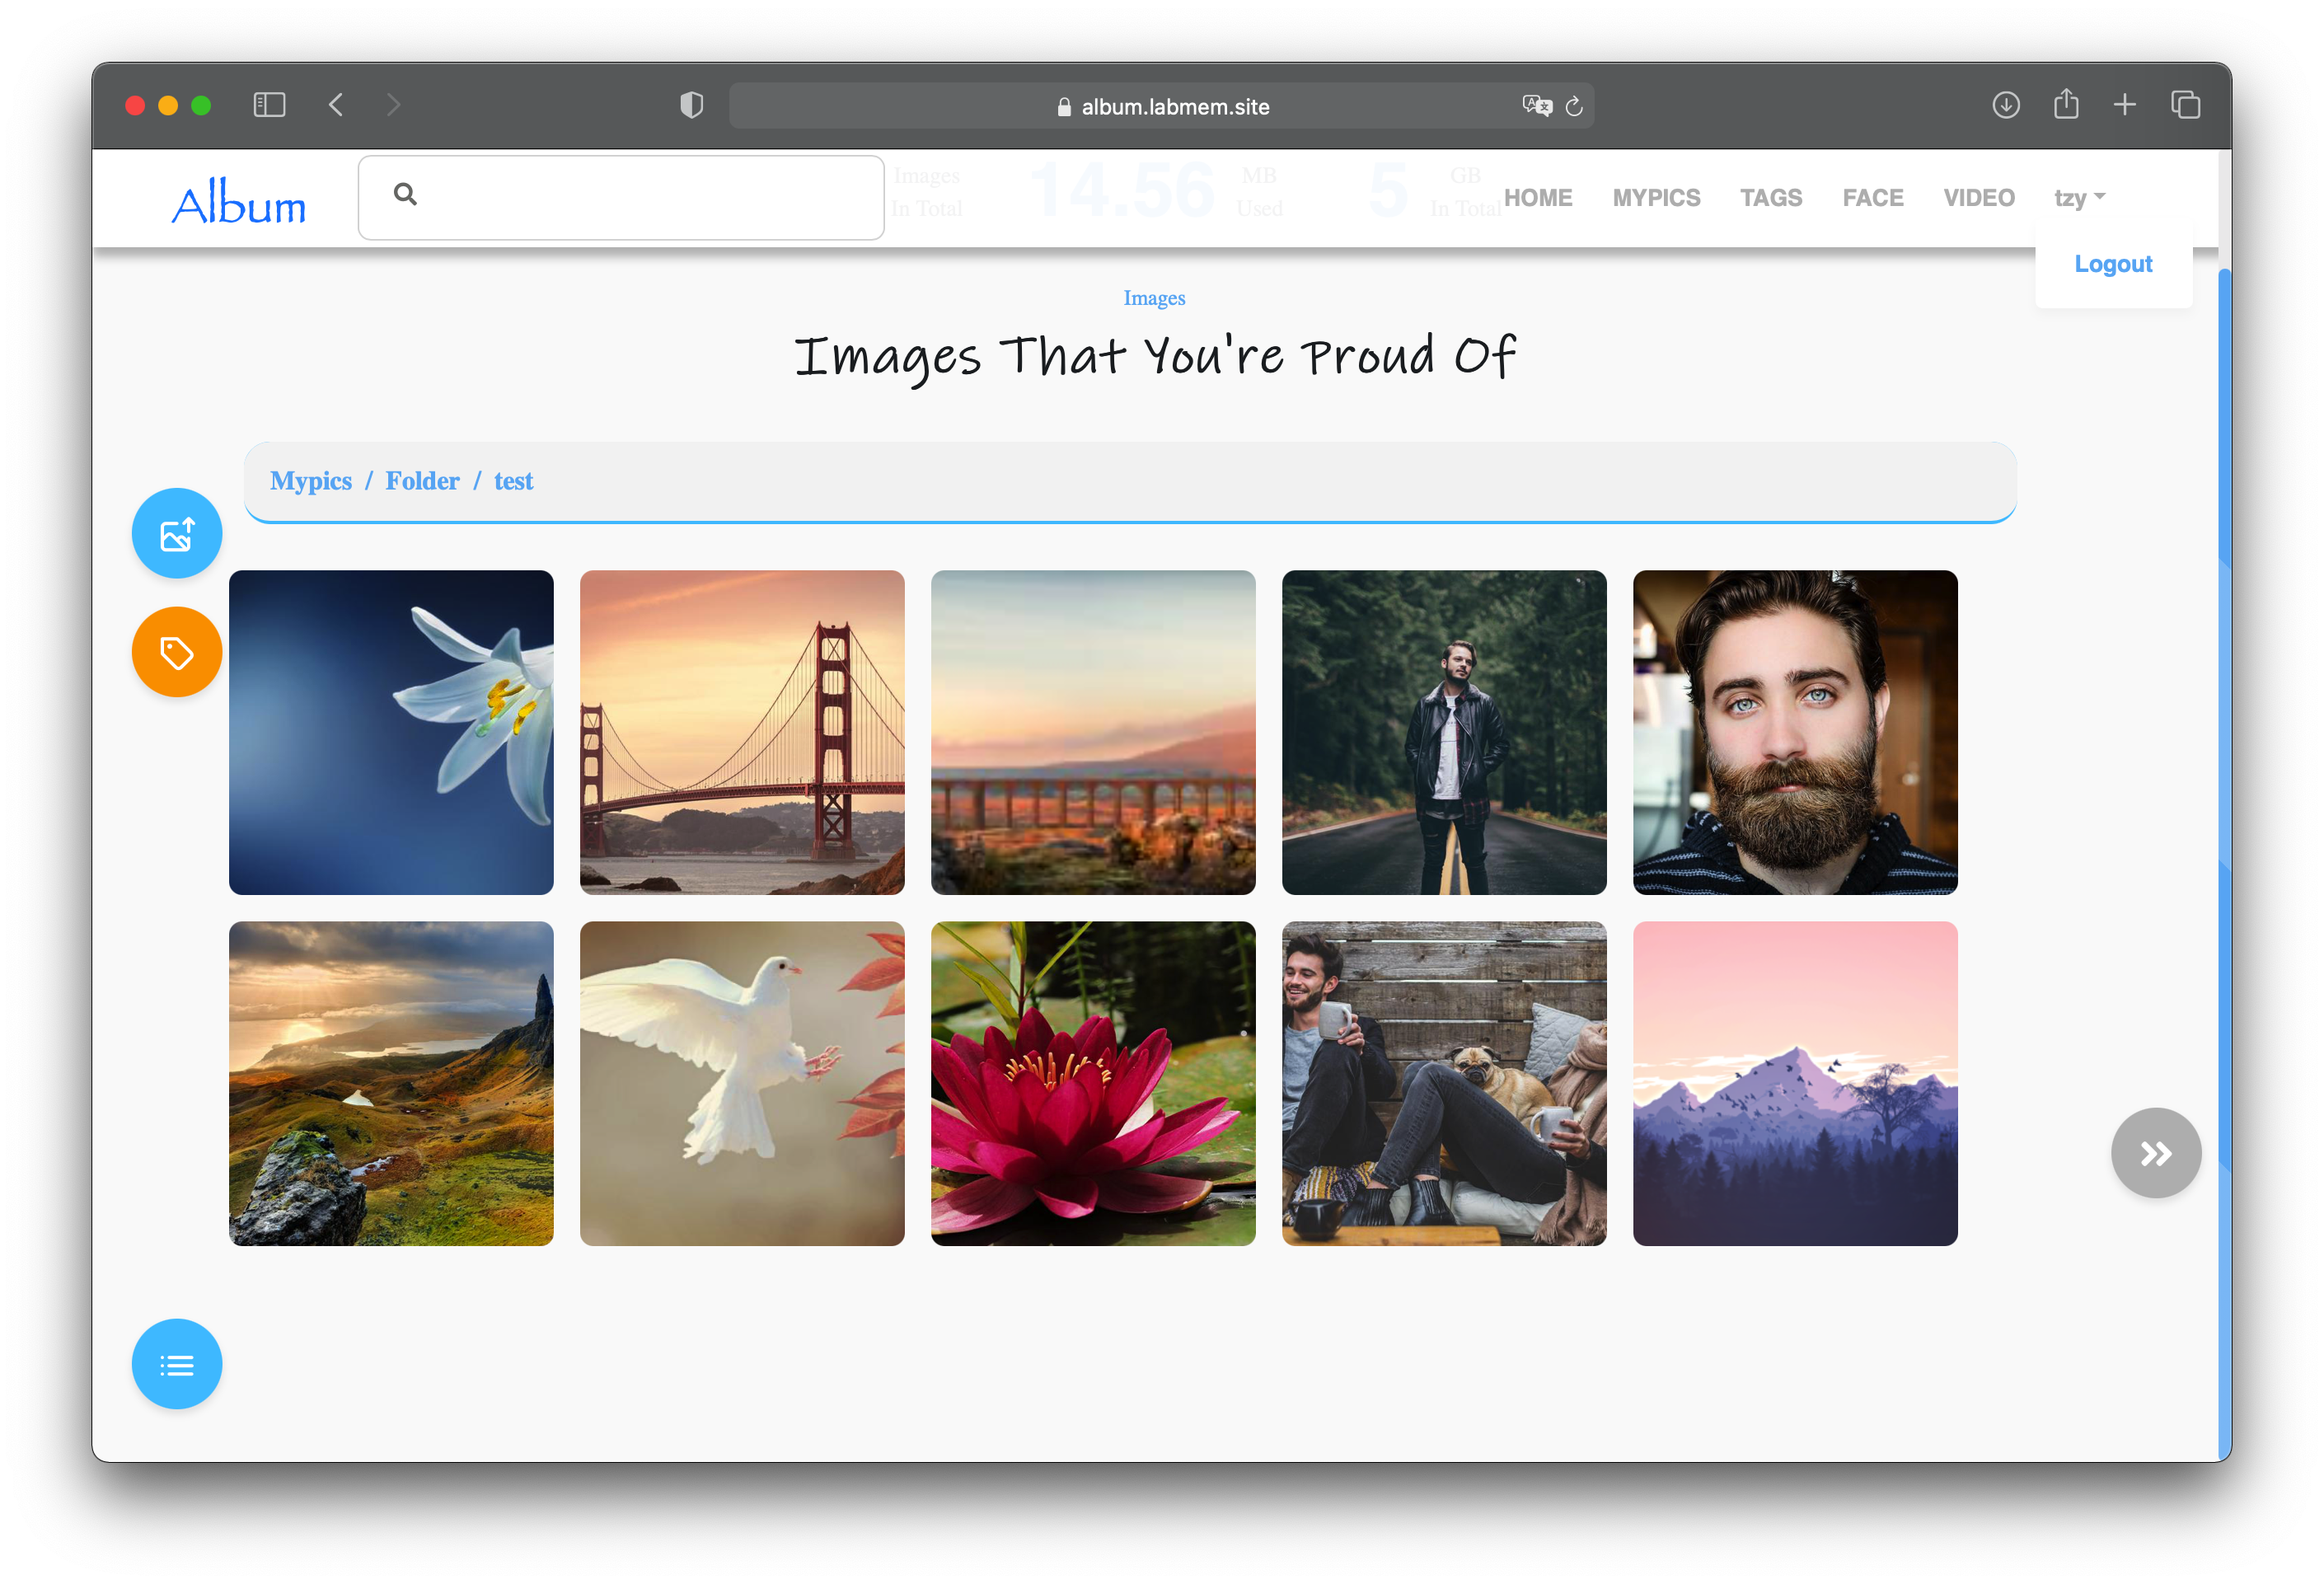 album.labmem.site
Album
Images
In Total
14.56
MB
Used
5
GB
In Total
HOME
MYPICS
TAGS
FACE
VIDEO
tzy
Logout
Images
Images That You're Proud Of
Mypics / Folder / test